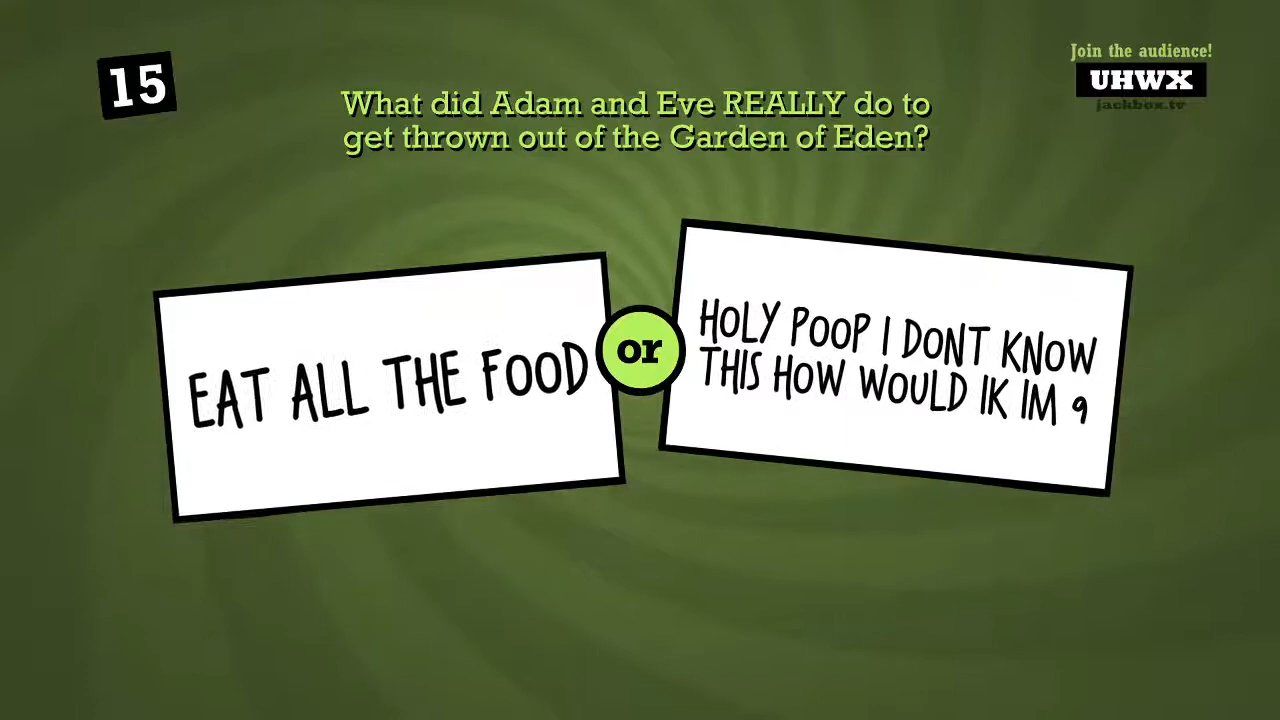 15
Join the audience!
UHWX
jackbox.tv
What did Adam and Eve REALLY do to
get thrown out of the Garden of Eden?
EAT ALL THE FOOD
or
HOLY POOP I DONT KNOW
THIS HOW WOULD IK IM 9